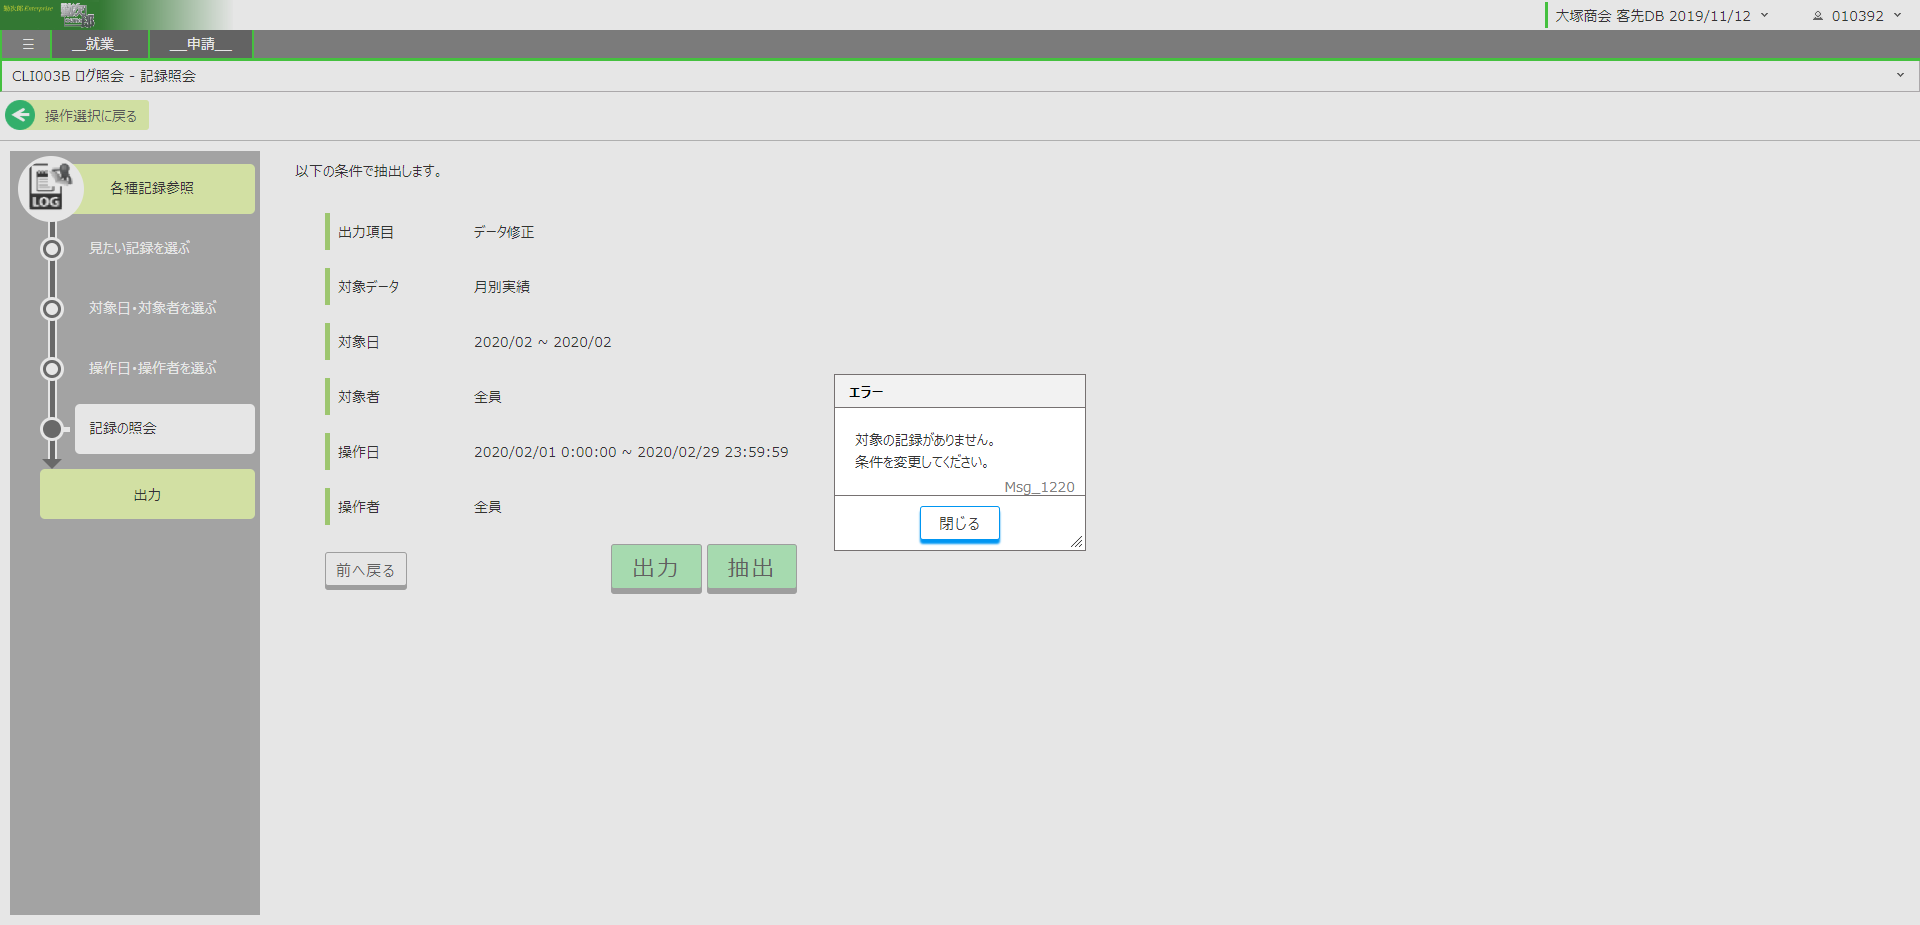 大塚商会 客先DB 2019/11/12
010392
__就業__
__申請__
CLI003B ログ照会 - 記録照会
操作選択に戻る
LOG
各種記録参照
見たい記録を選ぶ
対象日・対象者を選ぶ
操作日・操作者を選ぶ
記録の照会
出力
以下の条件で抽出します。
出力項目 データ修正
対象データ 月別実績
対象日 2020/02 ~ 2020/02
対象者 全員
操作日 2020/02/01 0:00:00 ~ 2020/02/29 23:59:59
操作者 全員
前へ戻る
出力
抽出
エラー
対象の記録がありません。
条件を変更してください。
Msg_1220
閉じる